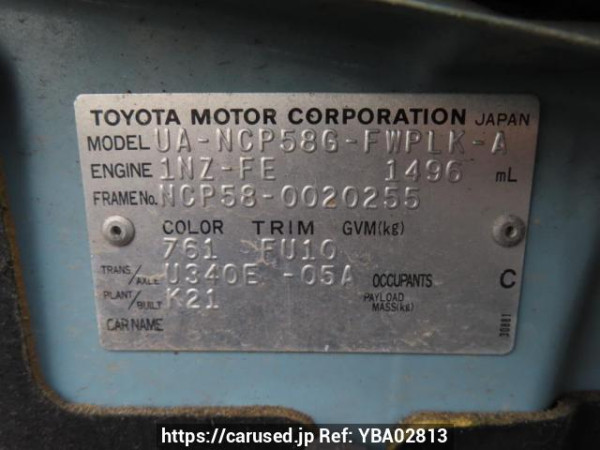 TOYOTA MOTOR CORPORATION JAPAN
MODEL UA-NCP58G-FWPLK-A
ENGINE 1NZ-FE 1496 mL
FRAME No. NCP58-0020255
COLOR TRIM GVM(kg)
761 FU10
TRANS./AXLE U340E -05A OCCUPANTS C
PLANT/BUILT K21 PAYLOAD MASS(kg)
CAR NAME
30881
https://carused.jp Ref: YBA02813